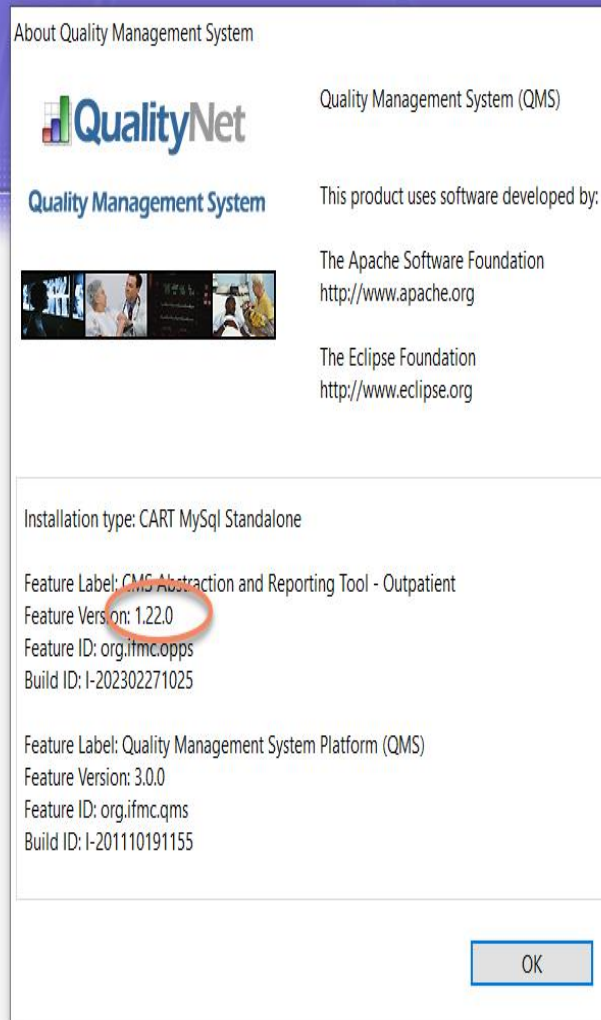 About Quality Management System
QualityNet
Quality Management System
Quality Management System (QMS)
This product uses software developed by:
The Apache Software Foundation
http://www.apache.org
The Eclipse Foundation
http://www.eclipse.org
Installation type: CART MySql Standalone
Feature Label: CMS Abstraction and Reporting Tool - Outpatient
Feature Version: 1.22.0
Feature ID: org.ifmc.opps
Build ID: I-202302271025
Feature Label: Quality Management System Platform (QMS)
Feature Version: 3.0.0
Feature ID: org.ifmc.qms
Build ID: I-201110191155
OK